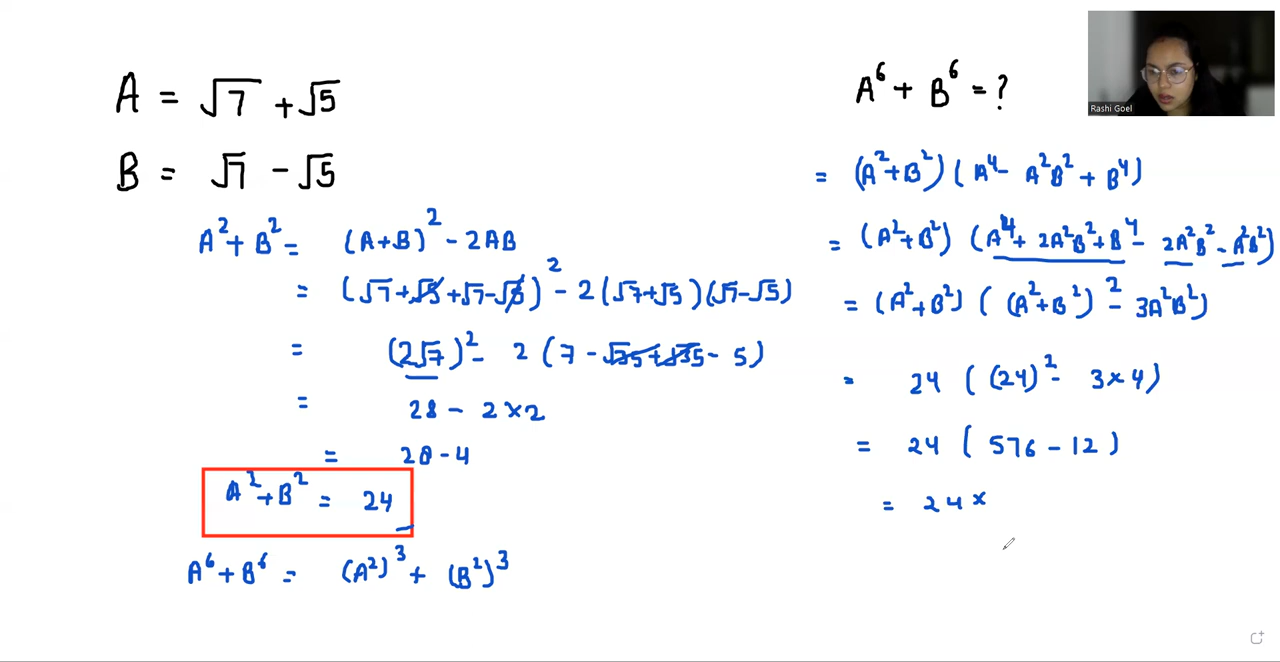 A = √7 + √5
B = √7 - √5
A² + B² = (A+B)² - 2AB
= (√7 + √5 + √7 - √5)² - 2(√7+√5)(√7-√5)
= (2√7)² - 2(7 - √35 + √35 - 5)
= 28 - 2×2
= 28 - 4
A² + B² = 24
A⁶ + B⁶ = (A²)³ + (B²)³
A⁶ + B⁶ = ?
= (A²+B²)(A⁴ - A²B² + B⁴)
= (A²+B²)(A⁴ + 2A²B² + B⁴ - 2A²B² - A²B²)
= (A²+B²)((A²+B²)² - 3A²B²)
= 24((24)² - 3×4)
= 24(576 - 12)
= 24×
Rashi Goel